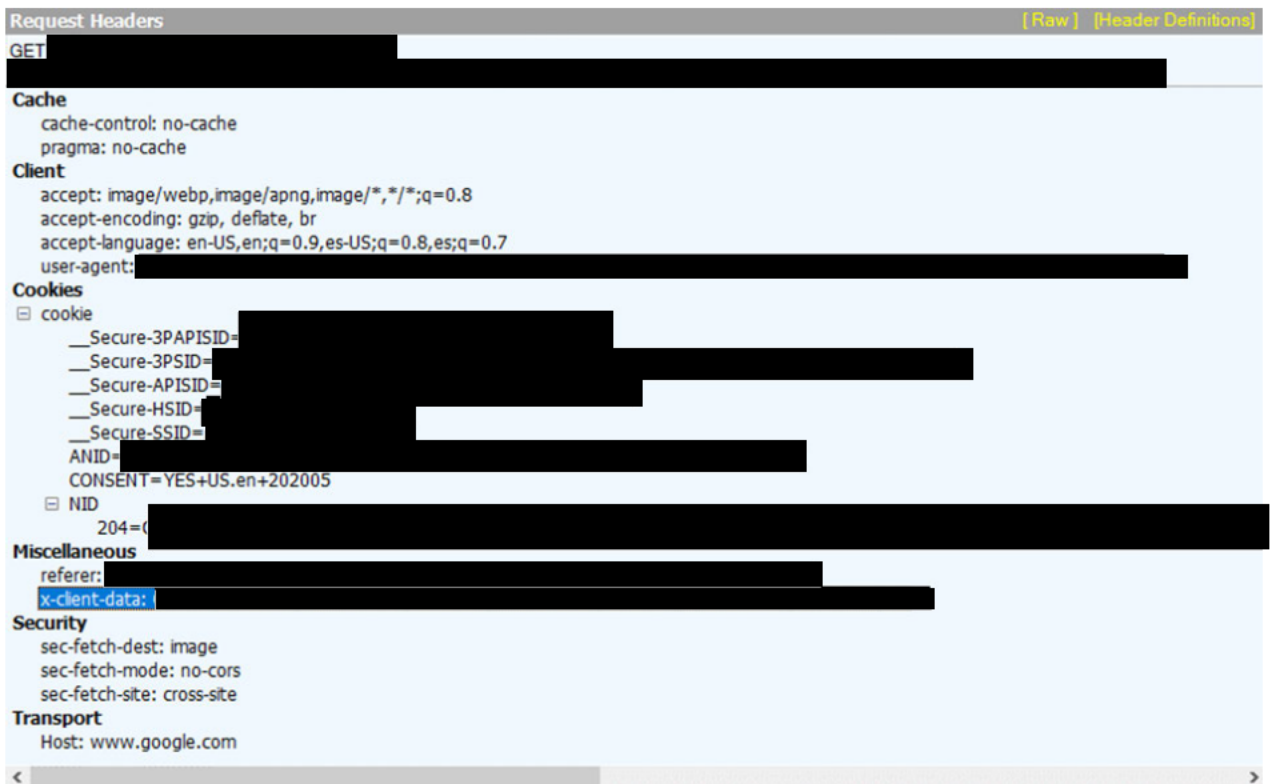 Request Headers [ Raw ] [Header Definitions]
GET
Cache
cache-control: no-cache
pragma: no-cache
Client
accept: image/webp,image/apng,image/*,*/*;q=0.8
accept-encoding: gzip, deflate, br
accept-language: en-US,en;q=0.9,es-US;q=0.8,es;q=0.7
user-agent:
Cookies
cookie
__Secure-3PAPISID=
__Secure-3PSID=
__Secure-APISID=
__Secure-HSID=
__Secure-SSID=
ANID=
CONSENT=YES+US.en+202005
NID
204=
Miscellaneous
referer:
x-client-data:
Security
sec-fetch-dest: image
sec-fetch-mode: no-cors
sec-fetch-site: cross-site
Transport
Host: www.google.com